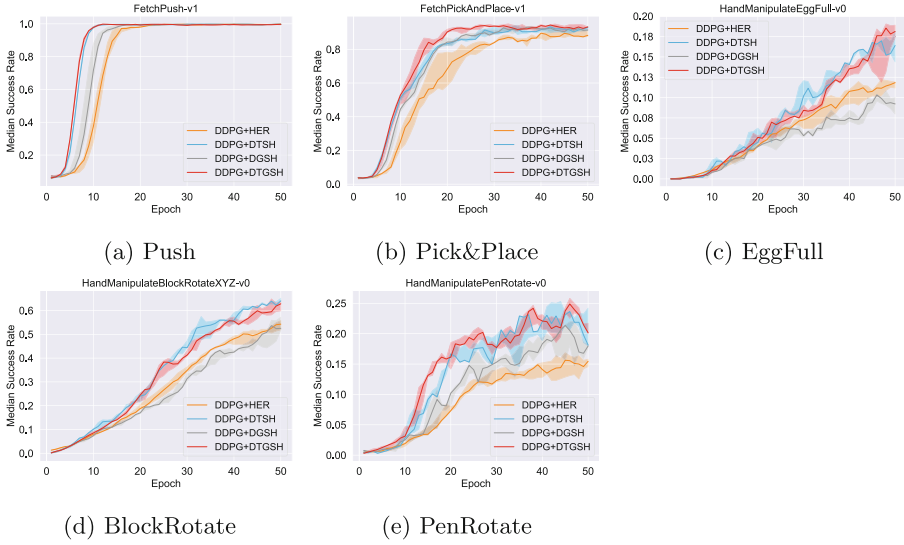 FetchPush-v1
Median Success Rate
1.0
0.8
0.6
0.4
0.2
0
10
20
30
40
50
Epoch
DDPG+HER
DDPG+DTSH
DDPG+DGSH
DDPG+DTGSH
(a) Push
FetchPickAndPlace-v1
Median Success Rate
0.8
0.6
0.4
0.2
0.0
0
10
20
30
40
50
Epoch
DDPG+HER
DDPG+DTSH
DDPG+DGSH
DDPG+DTGSH
(b) Pick&Place
HandManipulateEggFull-v0
Median Success Rate
0.20
0.18
0.15
0.13
0.10
0.08
0.05
0.03
0.00
0
10
20
30
40
50
Epoch
DDPG+HER
DDPG+DTSH
DDPG+DGSH
DDPG+DTGSH
(c) EggFull
HandManipulateBlockRotateXYZ-v0
Median Success Rate
0.6
0.5
0.4
0.3
0.2
0.1
0.0
0
10
20
30
40
50
Epoch
DDPG+HER
DDPG+DTSH
DDPG+DGSH
DDPG+DTGSH
(d) BlockRotate
HandManipulatePenRotate-v0
Median Success Rate
0.25
0.20
0.15
0.10
0.05
0.00
0
10
20
30
40
50
Epoch
DDPG+HER
DDPG+DTSH
DDPG+DGSH
DDPG+DTGSH
(e) PenRotate